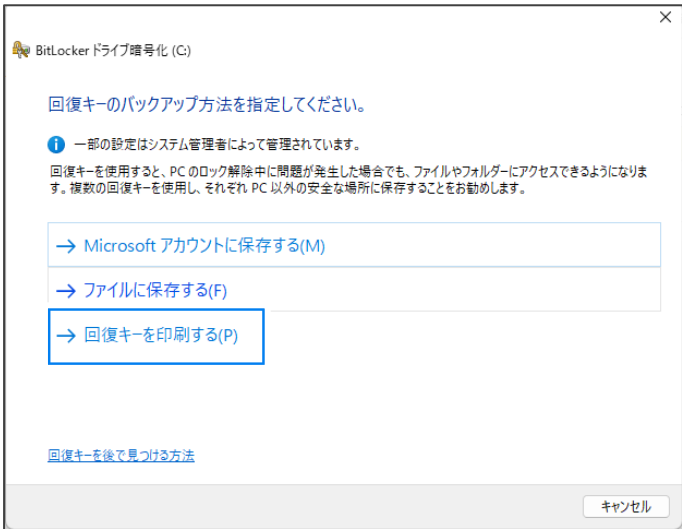 BitLocker ドライブ暗号化 (C:)
回復キーのバックアップ方法を指定してください。
一部の設定はシステム管理者によって管理されています。
回復キーを使用すると、PC のロック解除中に問題が発生した場合でも、ファイルやフォルダーにアクセスできるようになりま
す。複数の回復キーを使用し、それぞれ PC 以外の安全な場所に保存することをお勧めします。
→ Microsoft アカウントに保存する(M)
→ ファイルに保存する(F)
→ 回復キーを印刷する(P)
回復キーを後で見つける方法
キャンセル